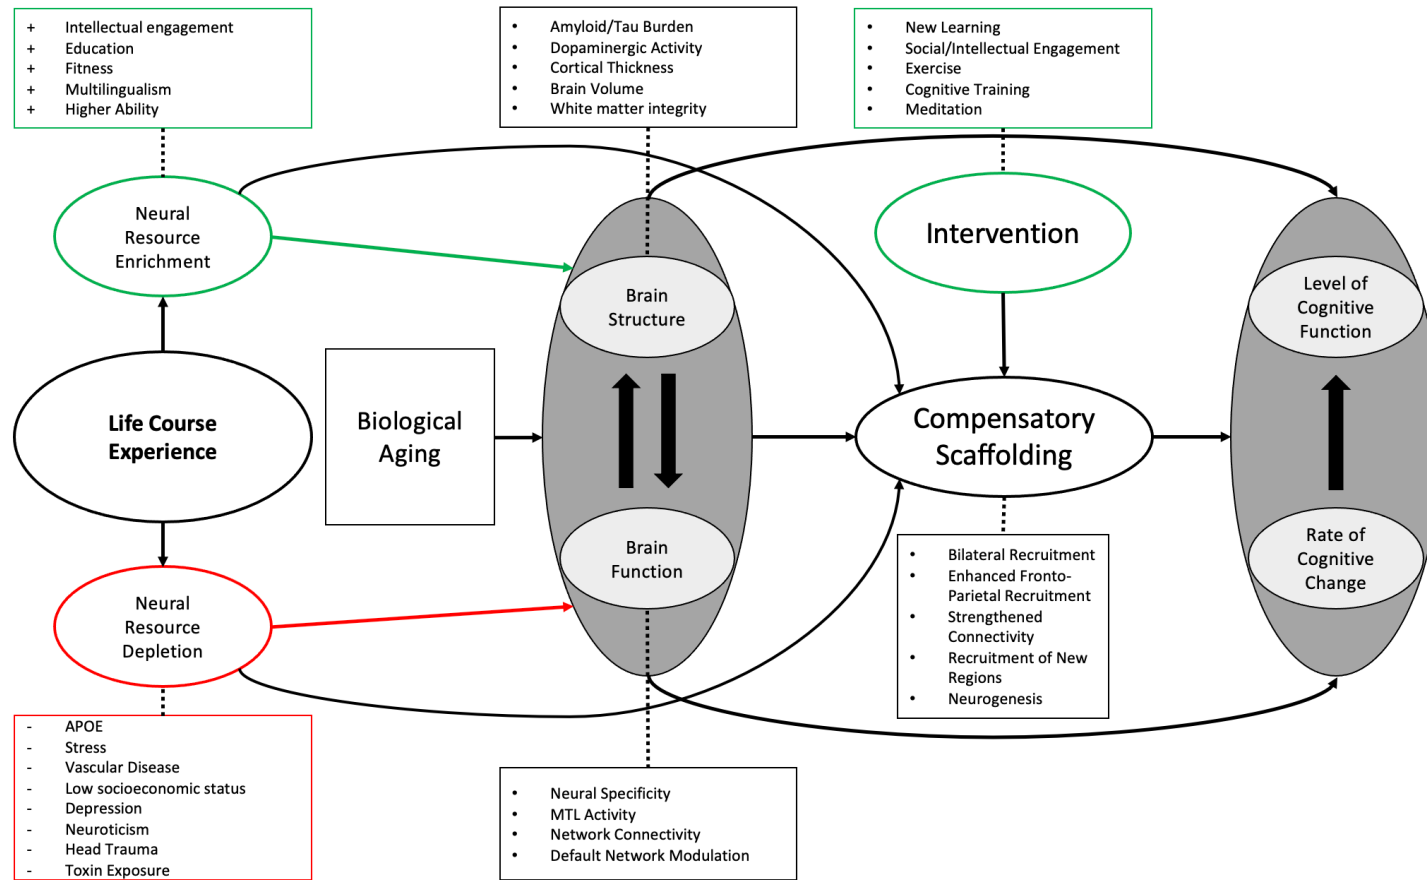 + Intellectual engagement
+ Education
+ Fitness
+ Multilingualism
+ Higher Ability
• Amyloid/Tau Burden
• Dopaminergic Activity
• Cortical Thickness
• Brain Volume
• White matter integrity
• New Learning
• Social/Intellectual Engagement
• Exercise
• Cognitive Training
• Meditation
Neural
Resource
Enrichment
Intervention
Brain
Structure
Level of
Cognitive
Function
Life Course
Experience
Biological
Aging
Compensatory
Scaffolding
Brain
Function
Rate of
Cognitive
Change
Neural
Resource
Depletion
• Bilateral Recruitment
• Enhanced Fronto-
Parietal Recruitment
• Strengthened
Connectivity
• Recruitment of New
Regions
• Neurogenesis
- APOE
- Stress
- Vascular Disease
- Low socioeconomic status
- Depression
- Neuroticism
- Head Trauma
- Toxin Exposure
• Neural Specificity
• MTL Activity
• Network Connectivity
• Default Network Modulation